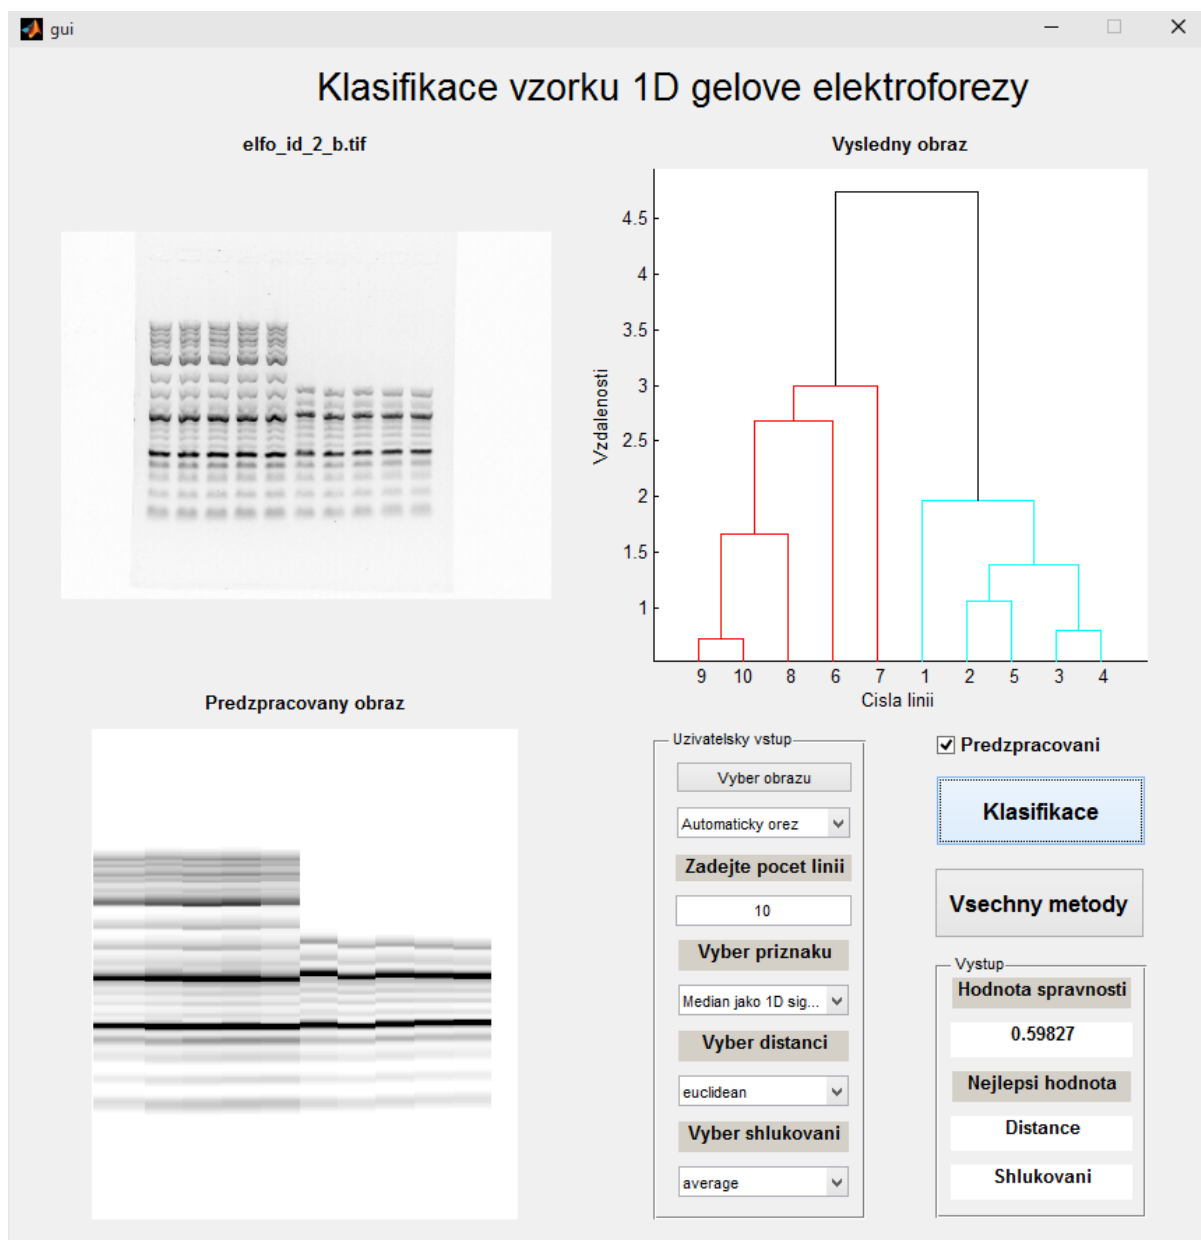 gui
Klasifikace vzorku 1D gelove elektroforezy
elfo_id_2_b.tif
Vysledny obraz
4.5
4
3.5
3
2.5
2
1.5
1
Vzdalenosti
9 10 8 6 7 1 2 5 3 4
Cisla linii
Predzpracovany obraz
Uzivatelsky vstup
Vyber obrazu
Automaticky orez
Zadejte pocet linii
10
Vyber priznaku
Median jako 1D sig...
Vyber distanci
euclidean
Vyber shlukovani
average
Predzpracovani
Klasifikace
Vsechny metody
Vystup
Hodnota spravnosti
0.59827
Nejlepsi hodnota
Distance
Shlukovani